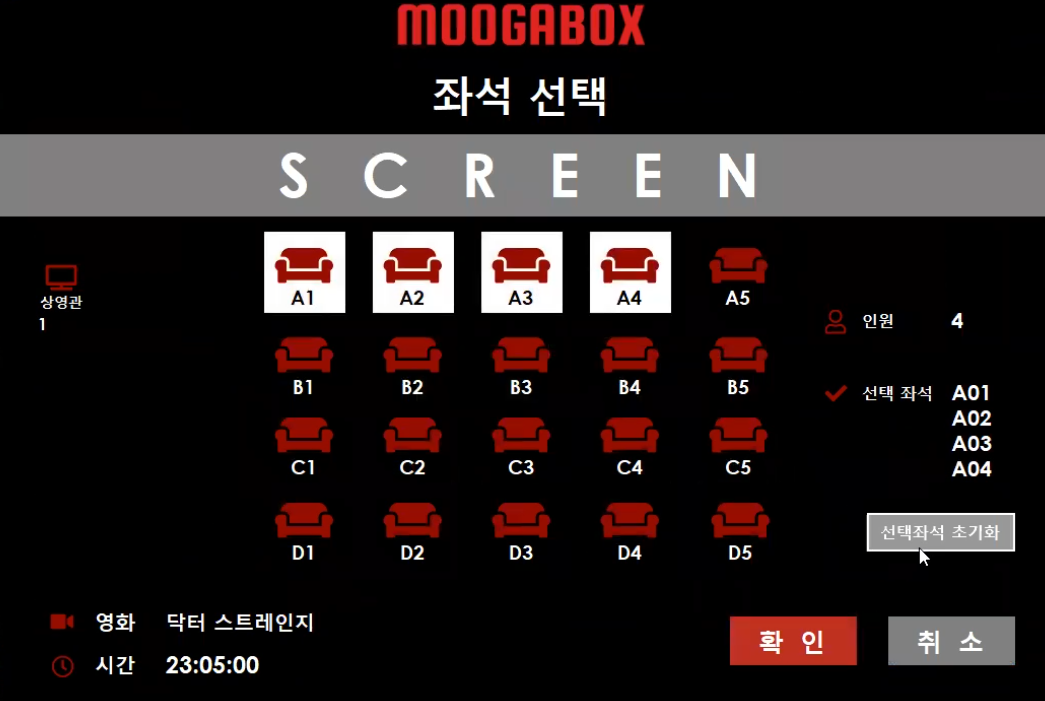 MOOGABOX
좌석 선택
SCREEN
상영관
1
A1 A2 A3 A4 A5
B1 B2 B3 B4 B5
C1 C2 C3 C4 C5
D1 D2 D3 D4 D5
인원 4
선택 좌석 A01
A02
A03
A04
선택좌석 초기화
영화 닥터 스트레인지
시간 23:05:00
확 인
취 소